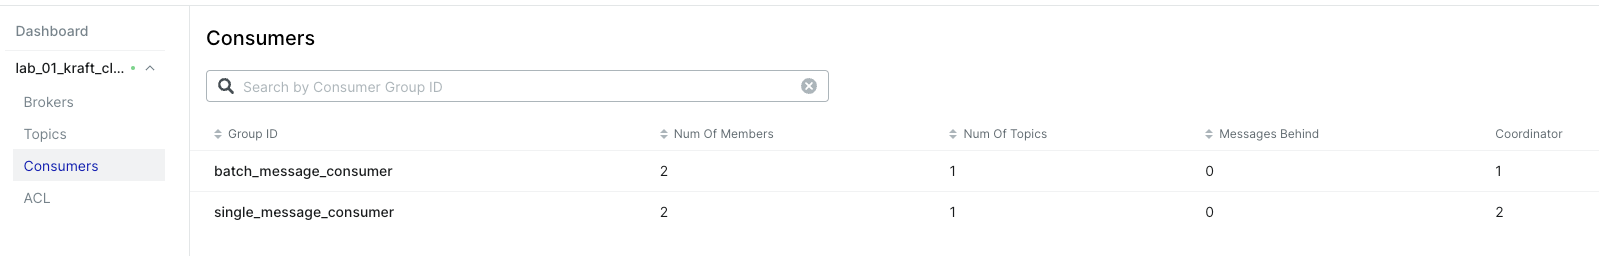 Dashboard
lab_01_kraft_cl...
Brokers
Topics
Consumers
ACL
Consumers
Search by Consumer Group ID
Group ID Num Of Members Num Of Topics Messages Behind Coordinator
batch_message_consumer 2 1 0 1
single_message_consumer 2 1 0 2